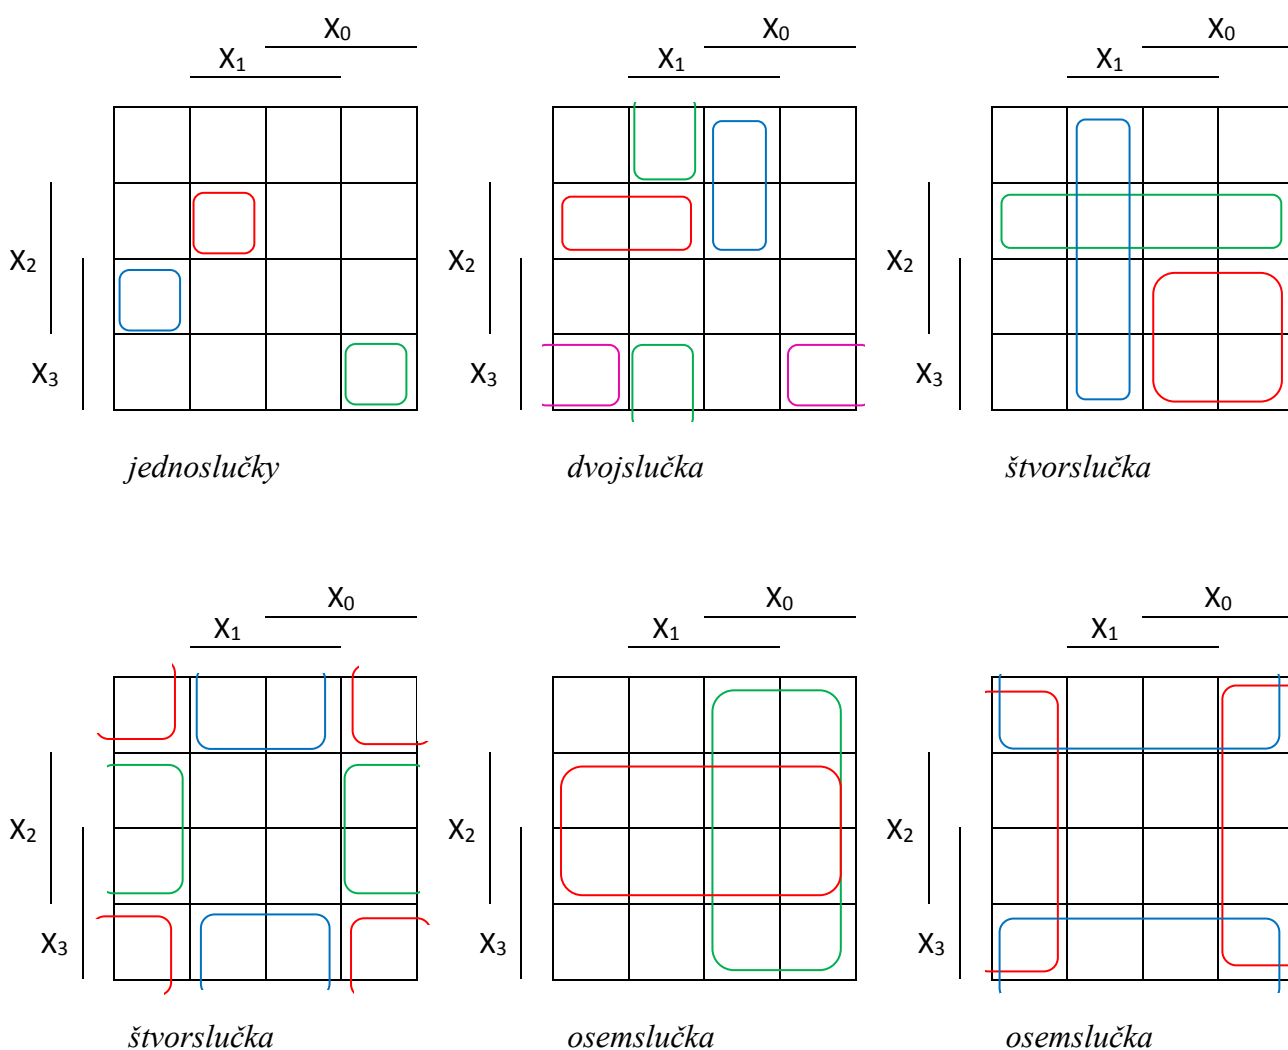 X₀ X₀ X₀
X₁ X₁ X₁
X₂ X₂ X₂
X₃ X₃ X₃
jednoslučky dvojslučka štvorslučka
X₀ X₀ X₀
X₁ X₁ X₁
X₂ X₂ X₂
X₃ X₃ X₃
štvorslučka osemslučka osemslučka